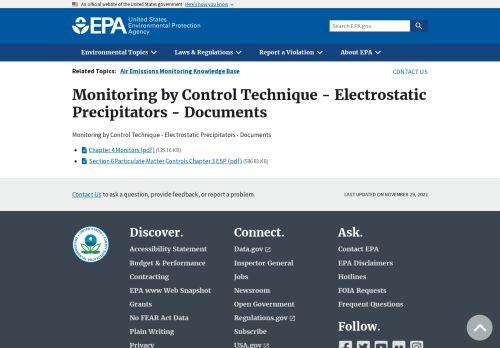 An official website of the United States government Here's how you know
EPA United States
Environmental Protection
Agency
Search EPA.gov
Environmental Topics Laws & Regulations Report a Violation About EPA
Related Topics: Air Emissions Monitoring Knowledge Base CONTACT US
Monitoring by Control Technique - Electrostatic
Precipitators - Documents
Monitoring by Control Technique - Electrostatic Precipitators - Documents
Chapter 4 Monitors (pdf) (125.16 KB)
Section 6 Particulate Matter Controls Chapter 3 ESP (pdf) (586.83 KB)
Contact Us to ask a question, provide feedback, or report a problem. LAST UPDATED ON NOVEMBER 29, 2022
Discover. Connect. Ask.
Accessibility Statement Data.gov Contact EPA
Budget & Performance Inspector General EPA Disclaimers
Contracting Jobs Hotlines
EPA www Web Snapshot Newsroom FOIA Requests
Grants Open Government Frequent Questions
No FEAR Act Data Regulations.gov
Follow.
Plain Writing Subscribe
Privacy USA.gov